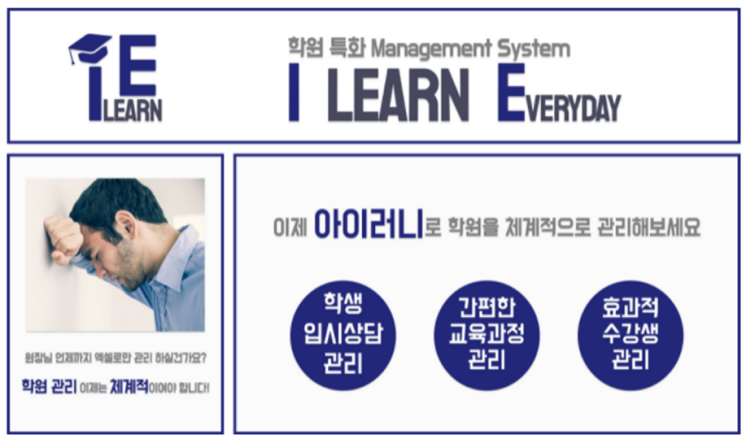 iE
LEARN
학원 특화 Management System
I LEARN EVERYDAY
원장님 언제까지 엑셀로만 관리 하실건가요?
학원 관리 이제는 체계적이어야 합니다!
이제 아이러니로 학원을 체계적으로 관리해보세요
학생
입시상담
관리
간편한
교육과정
관리
효과적
수강생
관리